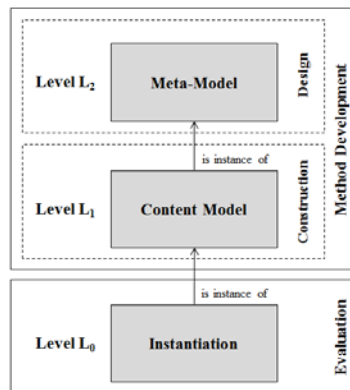 Level L₂
Meta-Model
Design
is instance of
Method Development
Level L₁
Content Model
Construction
is instance of
Level L₀
Instantiation
Evaluation